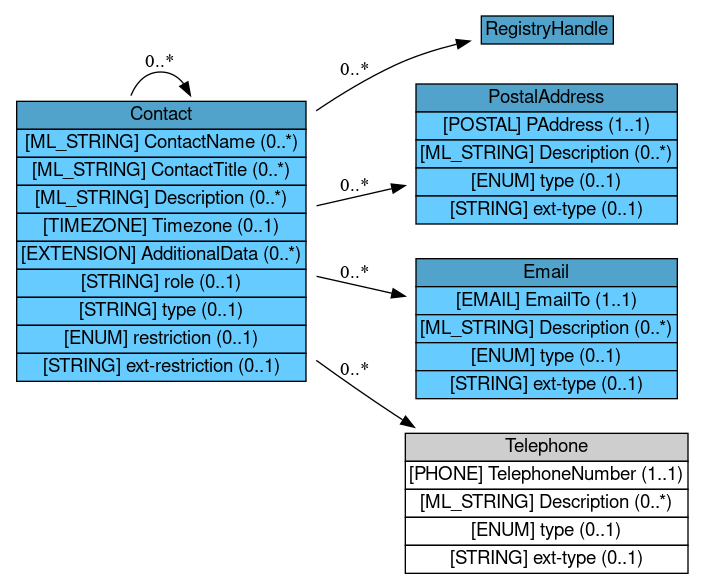 0..*
Contact
[ML_STRING] ContactName (0..*)
[ML_STRING] ContactTitle (0..*)
[ML_STRING] Description (0..*)
[TIMEZONE] Timezone (0..1)
[EXTENSION] AdditionalData (0..*)
[STRING] role (0..1)
[STRING] type (0..1)
[ENUM] restriction (0..1)
[STRING] ext-restriction (0..1)
0..*
RegistryHandle
0..*
PostalAddress
[POSTAL] PAddress (1..1)
[ML_STRING] Description (0..*)
[ENUM] type (0..1)
[STRING] ext-type (0..1)
0..*
Email
[EMAIL] EmailTo (1..1)
[ML_STRING] Description (0..*)
[ENUM] type (0..1)
[STRING] ext-type (0..1)
0..*
Telephone
[PHONE] TelephoneNumber (1..1)
[ML_STRING] Description (0..*)
[ENUM] type (0..1)
[STRING] ext-type (0..1)